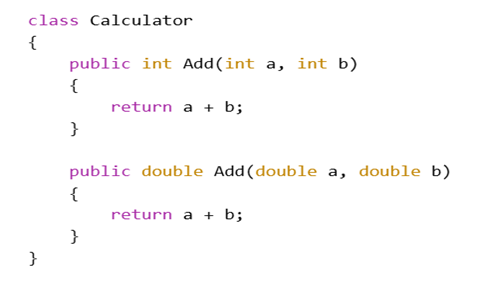 class Calculator
{
    public int Add(int a, int b)
    {
        return a + b;
    }

    public double Add(double a, double b)
    {
        return a + b;
    }
}